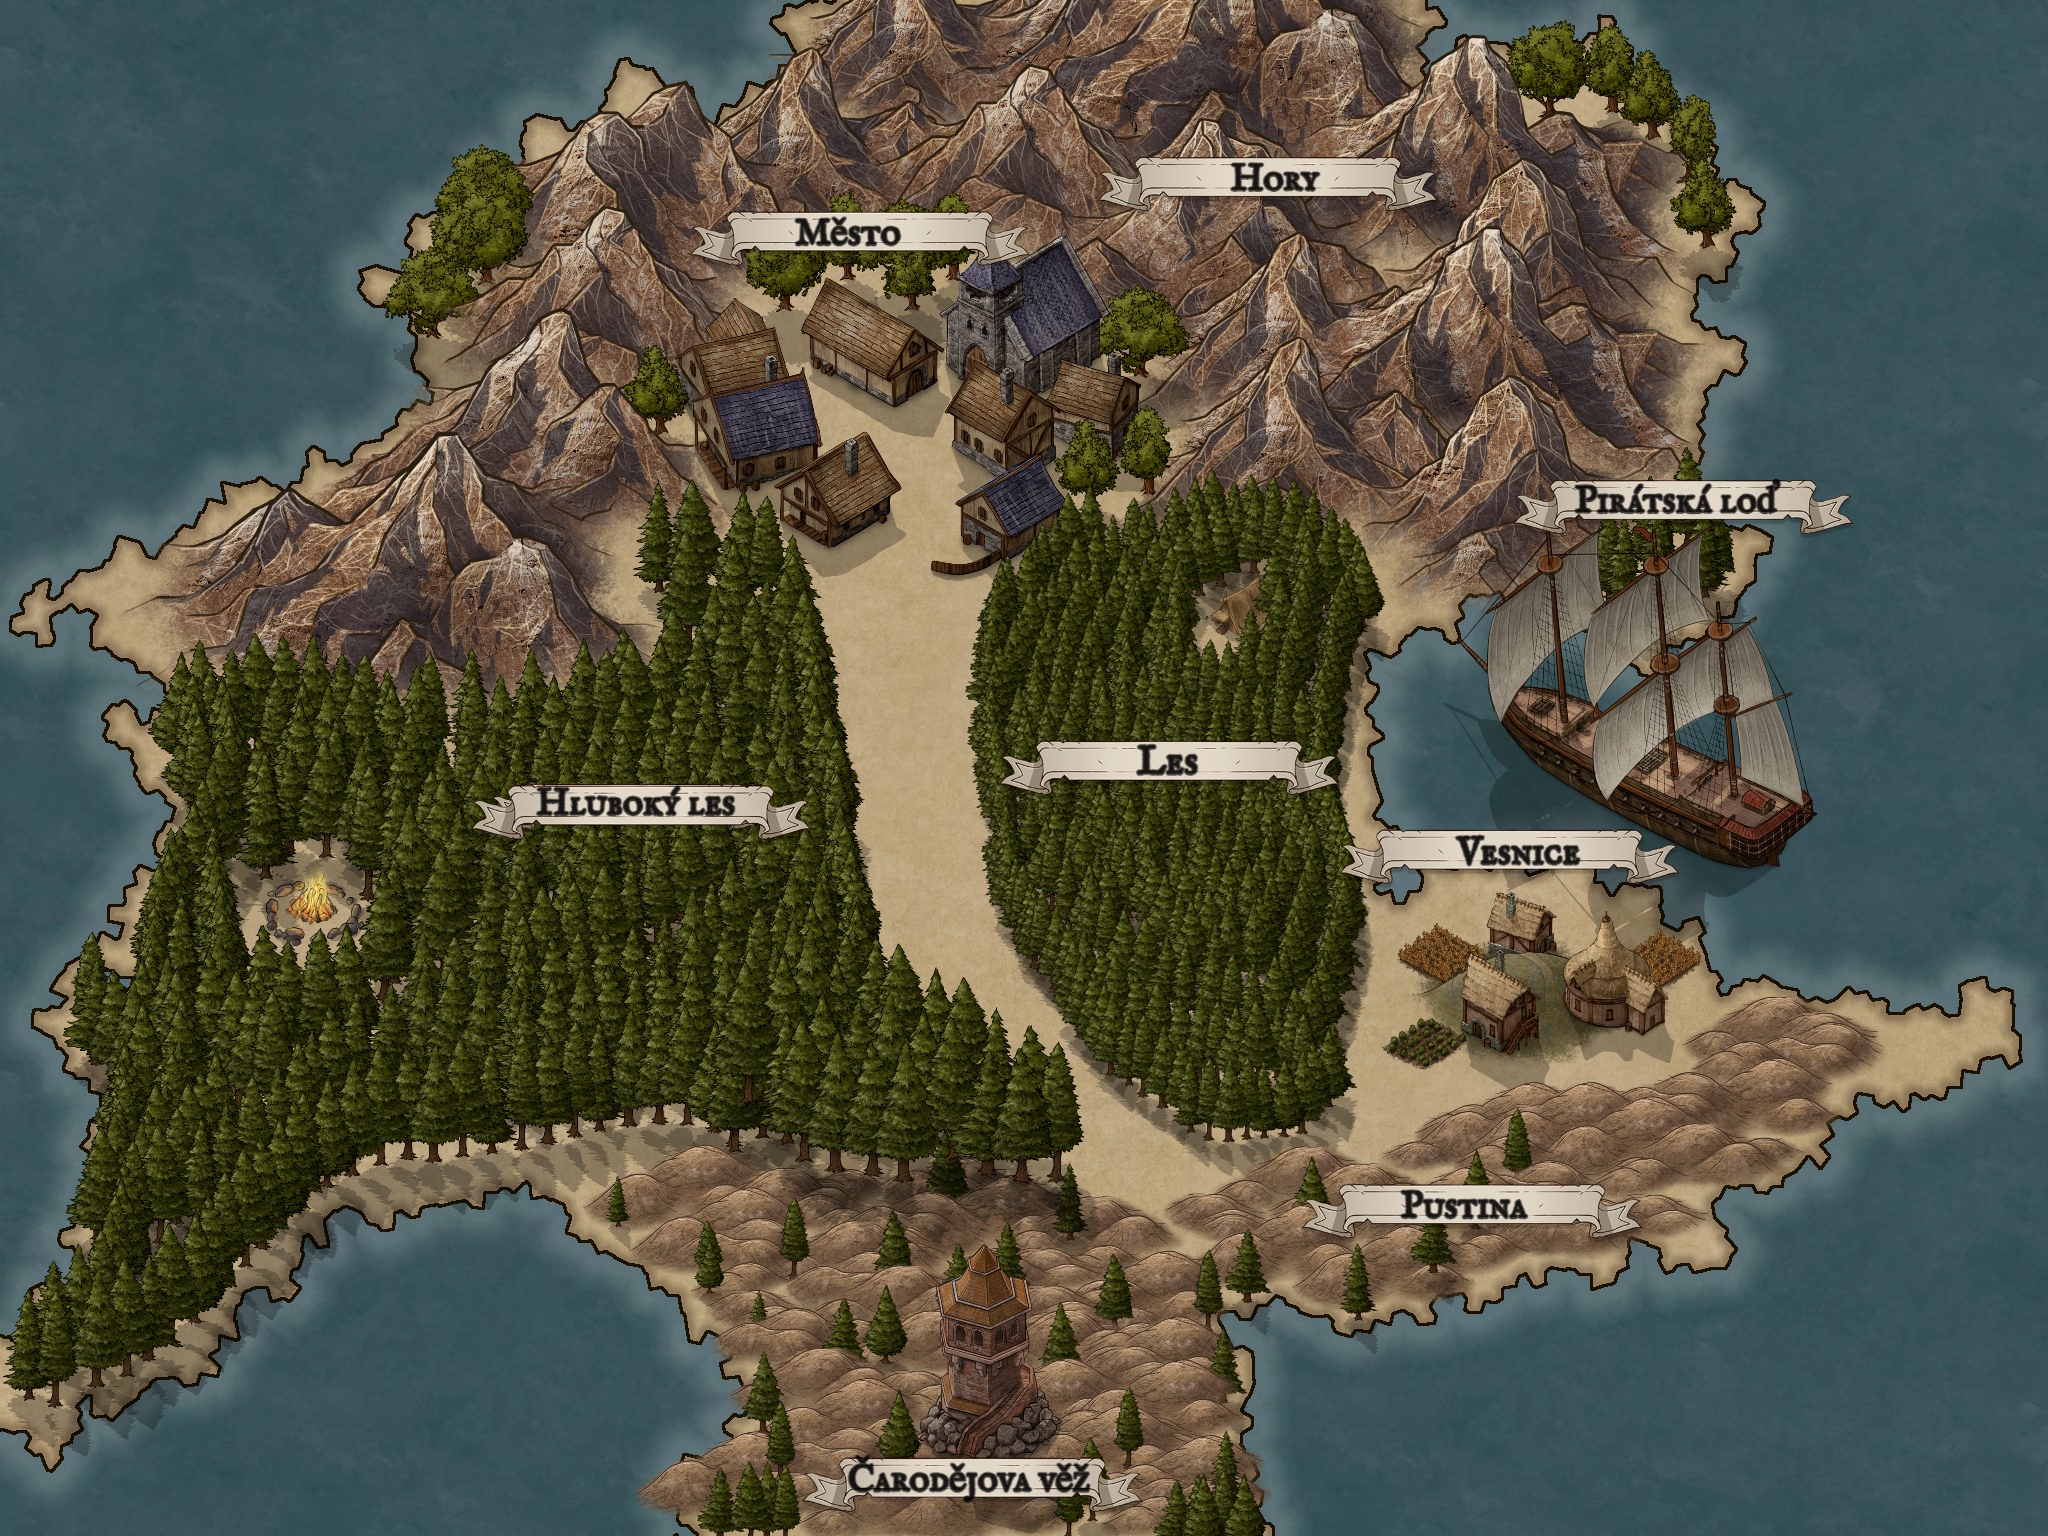 Hory
Město
Pirátská loď
Les
Hluboký les
Vesnice
Pustina
Čarodějova věž